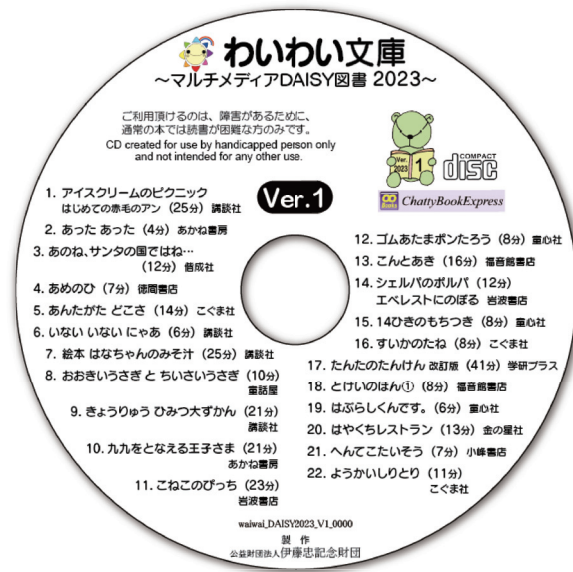 わいわい文庫
～マルチメディアDAISY図書 2023～
ご利用頂けるのは、障害があるために、
通常の本では読書が困難な方のみです。
CD created for use by handicapped person only
and not intended for any other use.
Ver.
2023
1
COMPACT
disc
Books
ChattyBookExpress
Ver.1
1. アイスクリームのピクニック
はじめての赤毛のアン (25分) 講談社
2. あった あった (4分) あかね書房
3. あのね、サンタの国ではね…
(12分) 偕成社
4. あめのひ (7分) 徳間書店
5. あんたがた どこさ (14分) こぐま社
6. いない いない にゃあ (6分) 講談社
7. 絵本 はなちゃんのみそ汁 (25分) 講談社
8. おおきいうさぎ と ちいさいうさぎ (10分)
童話屋
9. きょうりゅう ひみつ大ずかん (21分)
講談社
10. 九九をとなえる王子さま (21分)
あかね書房
11. こねこのぴっち (23分)
岩波書店
12. ゴムあたまポンたろう (8分) 童心社
13. こんとあき (16分) 福音館書店
14. シェルパのポルパ (12分)
エベレストにのぼる 岩波書店
15. 14ひきのもちつき (8分) 童心社
16. すいかのたね (8分) こぐま社
17. たんたのたんけん 改訂版 (41分) 学研プラス
18. とけいのほん① (8分) 福音館書店
19. はぶらしくんです。(6分) 童心社
20. はやくちレストラン (13分) 金の星社
21. へんてこたいそう (7分) 小峰書店
22. ようかいしりとり (11分)
こぐま社
waiwai_DAISY2023_V1_0000
製 作
公益財団法人伊藤忠記念財団